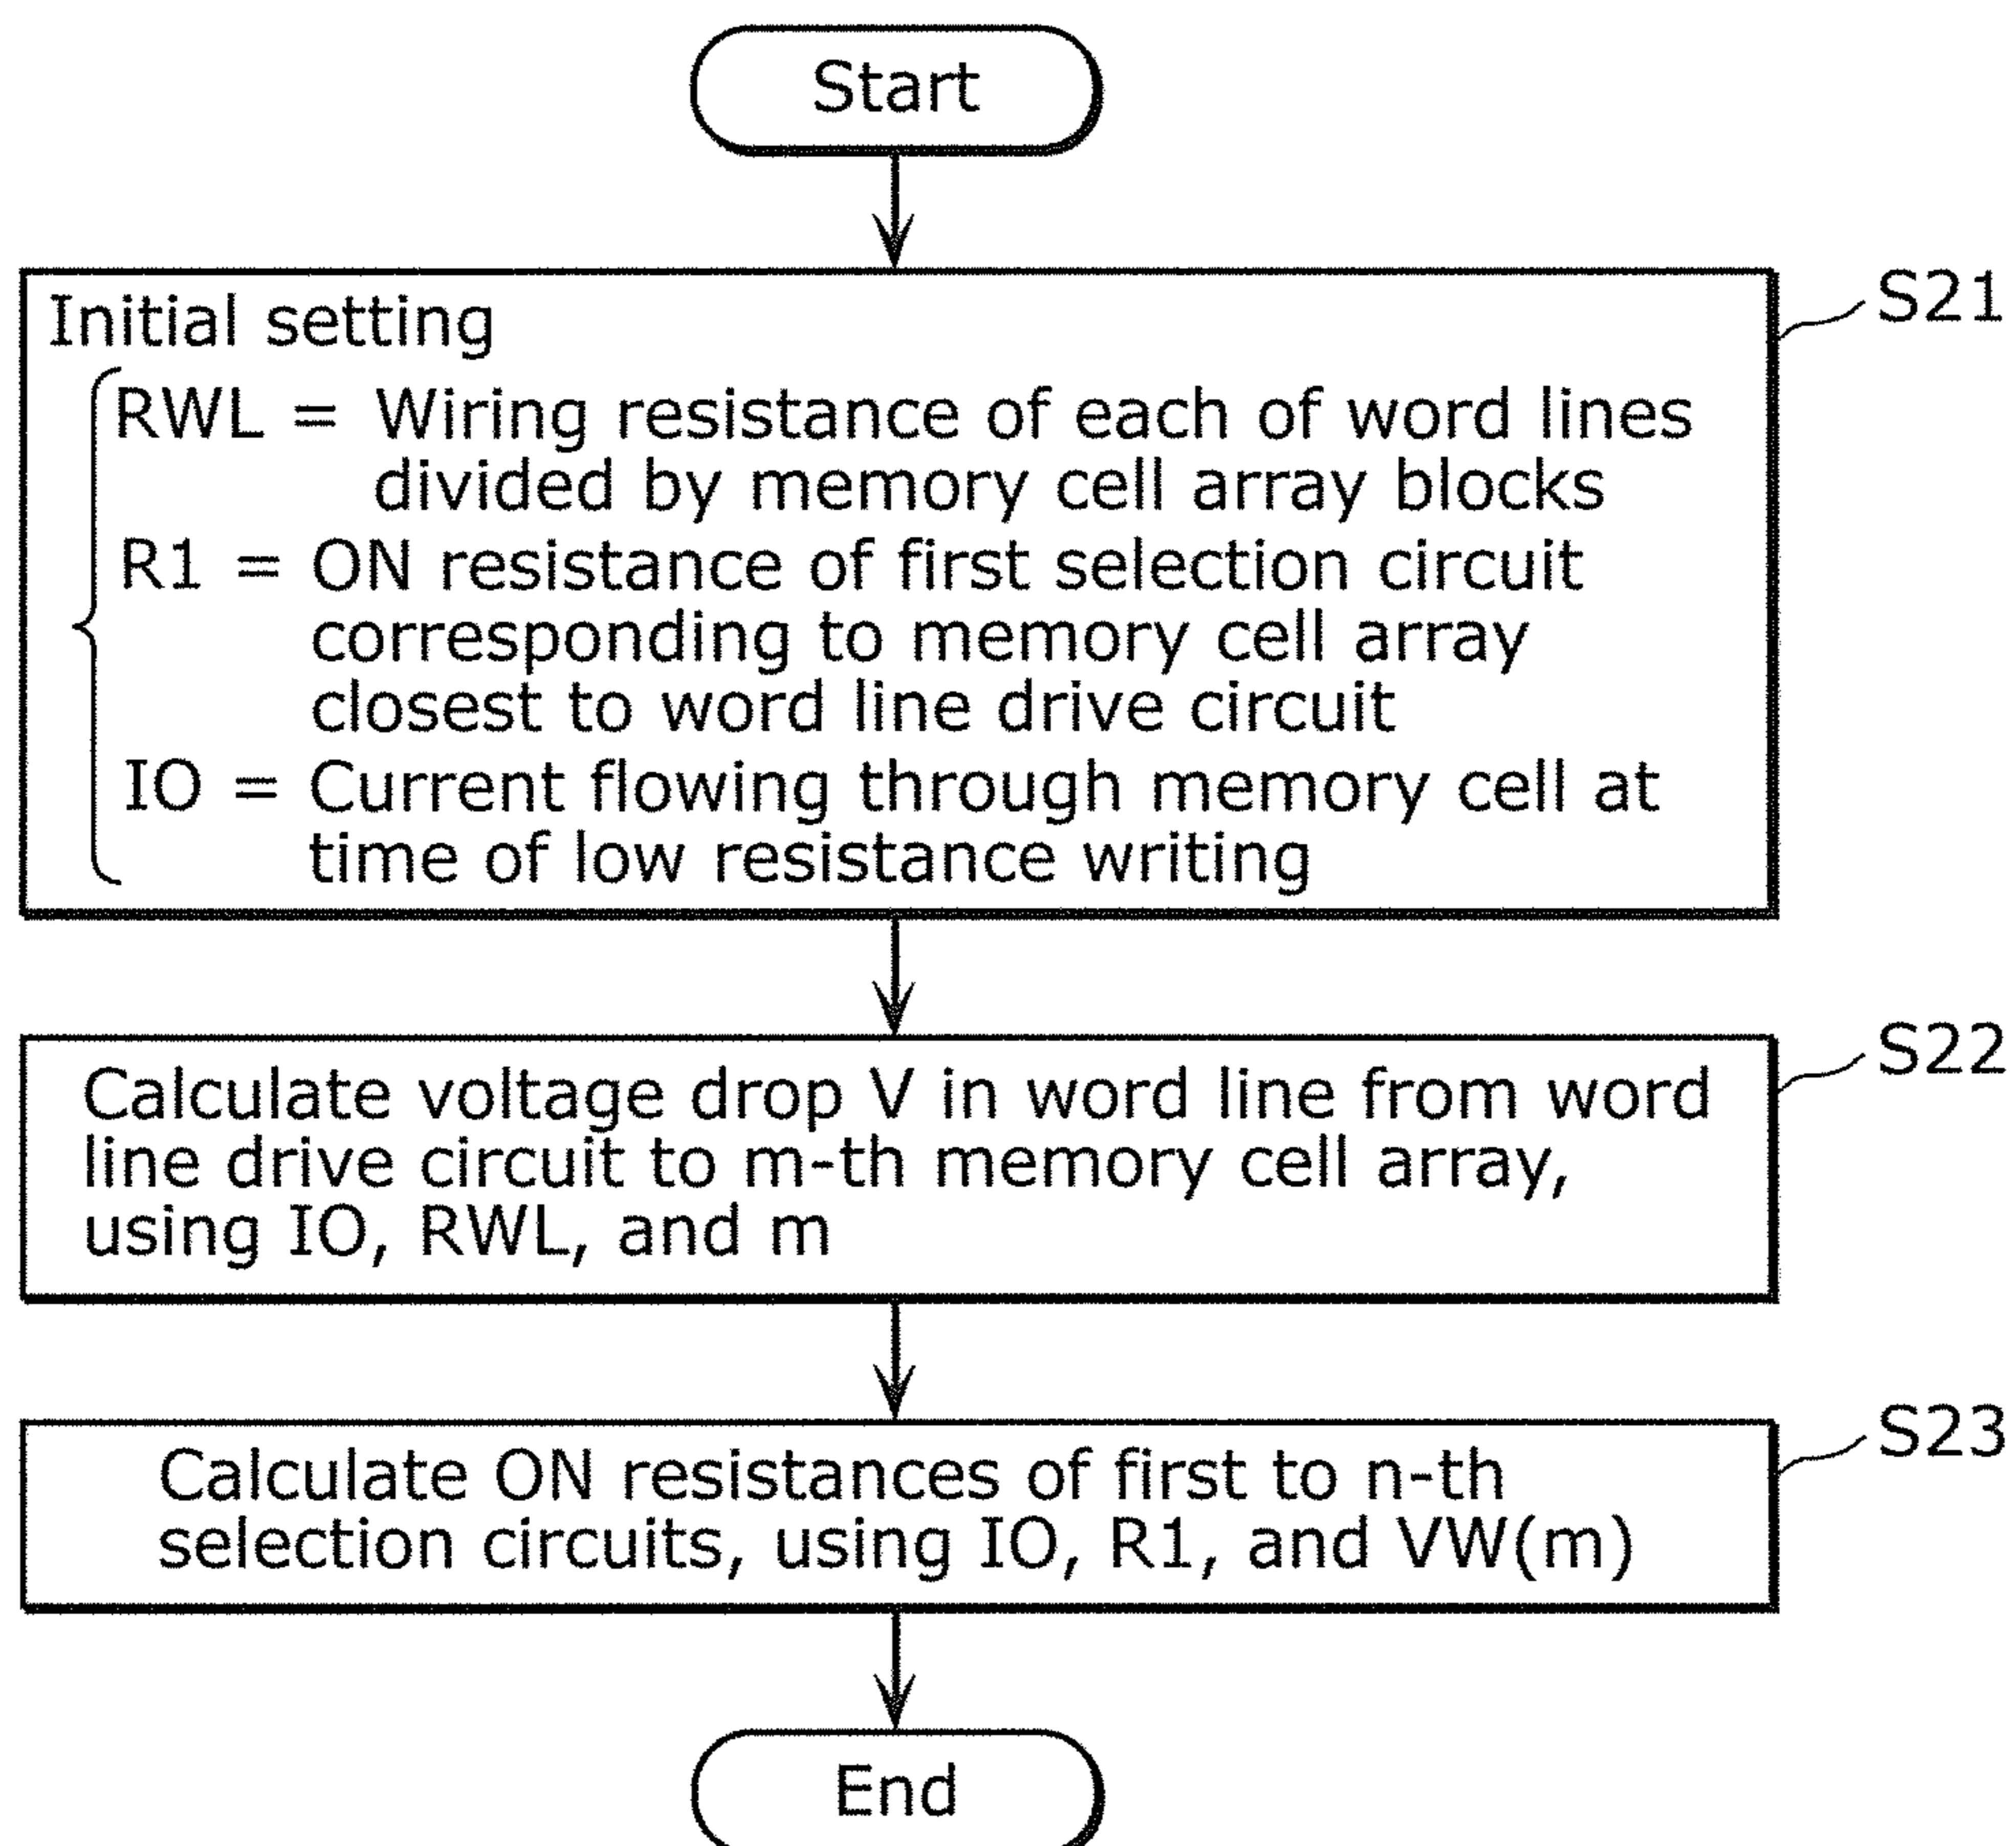 Start
Initial setting
S21
RWL = Wiring resistance of each of word lines
divided by memory cell array blocks
R1 = ON resistance of first selection circuit
corresponding to memory cell array
closest to word line drive circuit
IO = Current flowing through memory cell at
time of low resistance writing
S22
Calculate voltage drop V in word line from word
line drive circuit to m-th memory cell array,
using IO, RWL, and m
S23
Calculate ON resistances of first to n-th
selection circuits, using IO, R1, and VW(m)
End